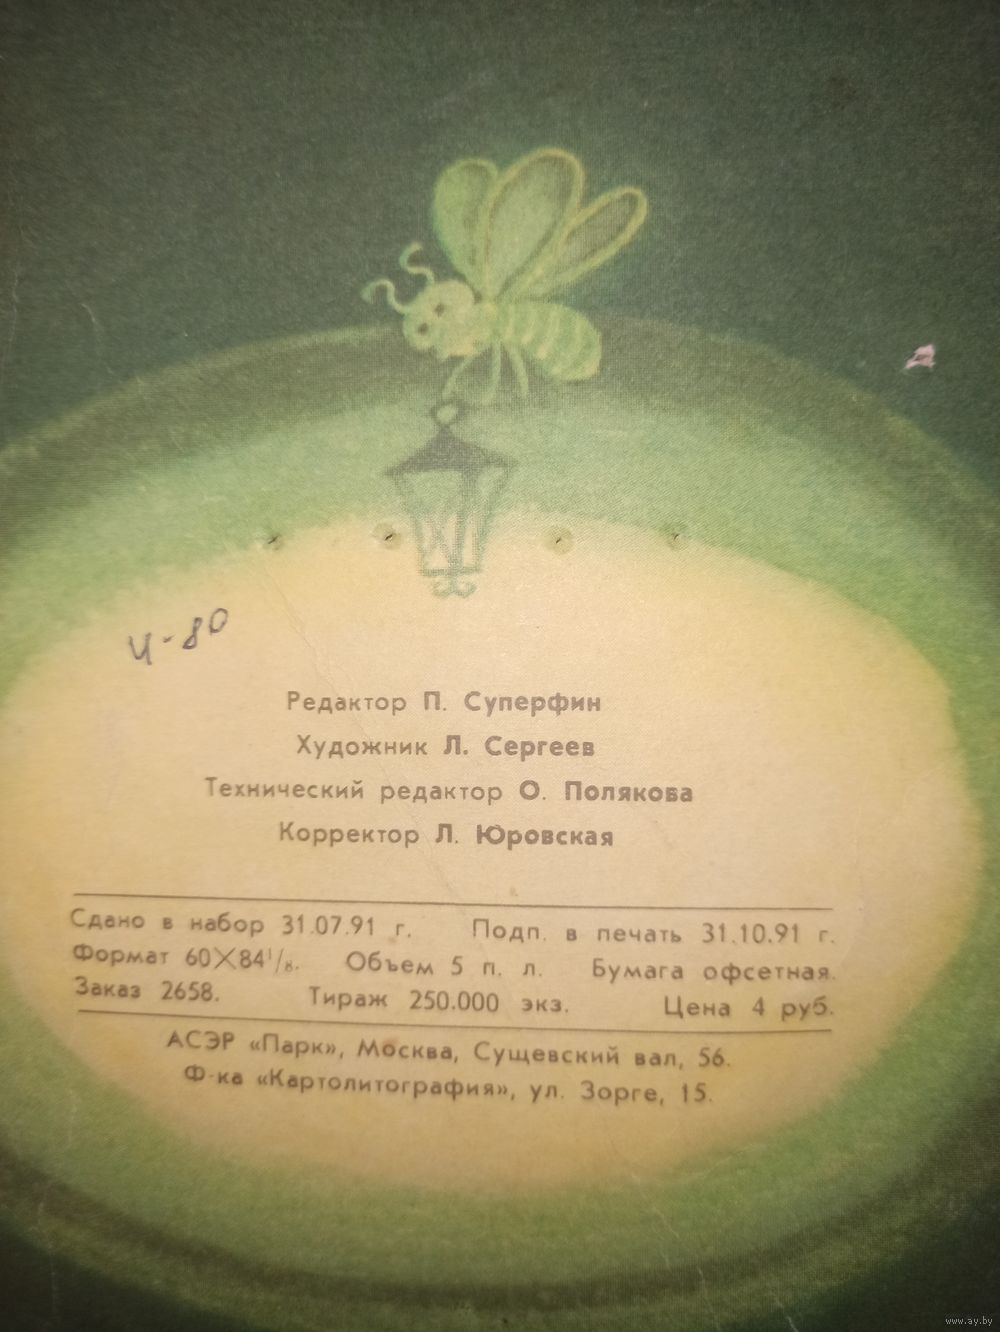 Ч-80
Редактор П. Суперфин
Художник Л. Сергеев
Технический редактор О. Полякова
Корректор Л. Юровская
Сдано в набор 31.07.91 г. Подп. в печать 31.10.91 г.
Формат 60×84¹/₈. Объем 5 п. л. Бумага офсетная.
Заказ 2658. Тираж 250.000 экз. Цена 4 руб.
АСЭР «Парк», Москва, Сущевский вал, 56.
Ф-ка «Картолитография», ул. Зорге, 15.
www.ay.by